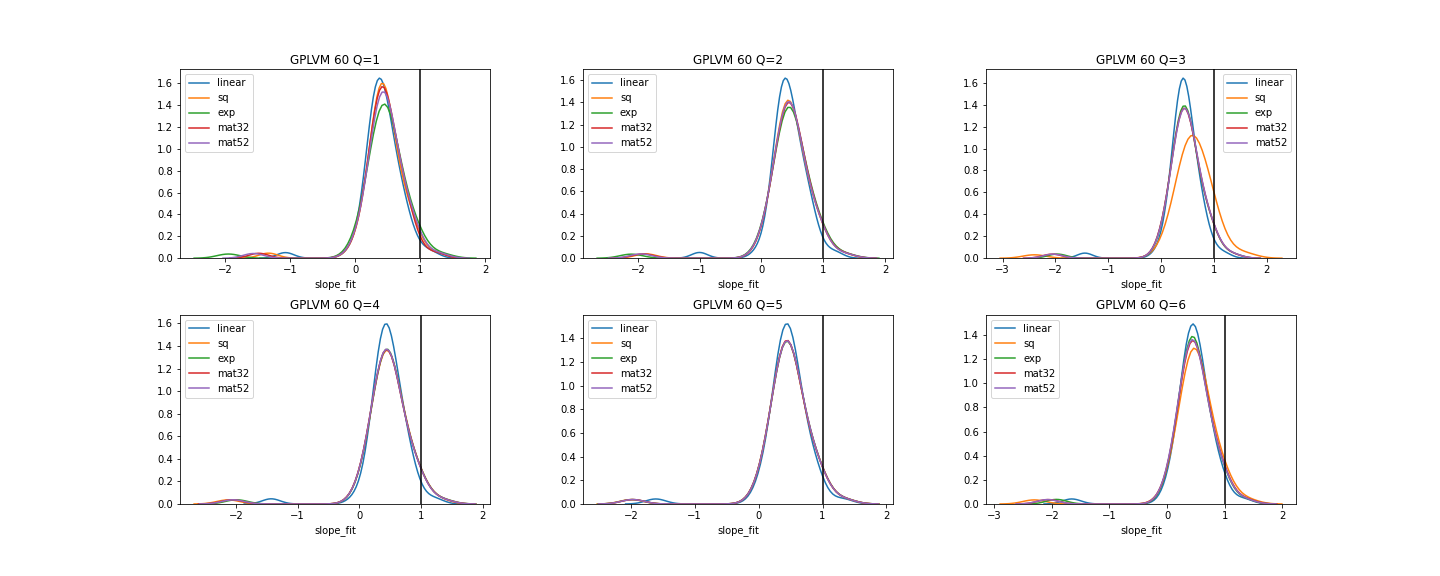 GPLVM 60 Q=1
1.6
1.4
1.2
1.0
0.8
0.6
0.4
0.2
0.0
linear
sq
exp
mat32
mat52
−2
−1
0
1
2
slope_fit
GPLVM 60 Q=2
1.6
1.4
1.2
1.0
0.8
0.6
0.4
0.2
0.0
linear
sq
exp
mat32
mat52
−2
−1
0
1
2
slope_fit
GPLVM 60 Q=3
1.6
1.4
1.2
1.0
0.8
0.6
0.4
0.2
0.0
linear
sq
exp
mat32
mat52
−3
−2
−1
0
1
2
slope_fit
GPLVM 60 Q=4
1.6
1.4
1.2
1.0
0.8
0.6
0.4
0.2
0.0
linear
sq
exp
mat32
mat52
−2
−1
0
1
2
slope_fit
GPLVM 60 Q=5
1.4
1.2
1.0
0.8
0.6
0.4
0.2
0.0
linear
sq
exp
mat32
mat52
−2
−1
0
1
2
slope_fit
GPLVM 60 Q=6
1.4
1.2
1.0
0.8
0.6
0.4
0.2
0.0
linear
sq
exp
mat32
mat52
−3
−2
−1
0
1
2
slope_fit